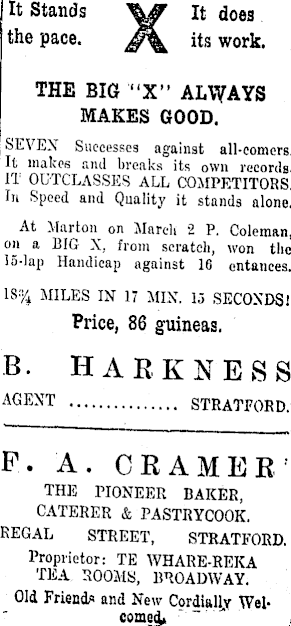 It Stands
the pace.
X
It does
its work.
THE BIG "X" ALWAYS
MAKES GOOD.
SEVEN Successes against all-comers.
It makes and breaks its own records.
IT OUTCLASSES ALL COMPETITORS.
In Speed and Quality it stands alone.
At Marton on March 2 P. Coleman,
on a BIG X, from scratch, won the
15-lap Handicap against 16 entances.
18¾ MILES IN 17 MIN. 15 SECONDS!
Price, 86 guineas.
B. HARKNESS
AGENT ............... STRATFORD.
F. A. CRAMER
THE PIONEER BAKER,
CATERER & PASTRYCOOK.
REGAL STREET, STRATFORD.
Proprietor: TE WHARE-REKA
TEA ROOMS, BROADWAY.
Old Friends and New Cordially Wel-
comed.